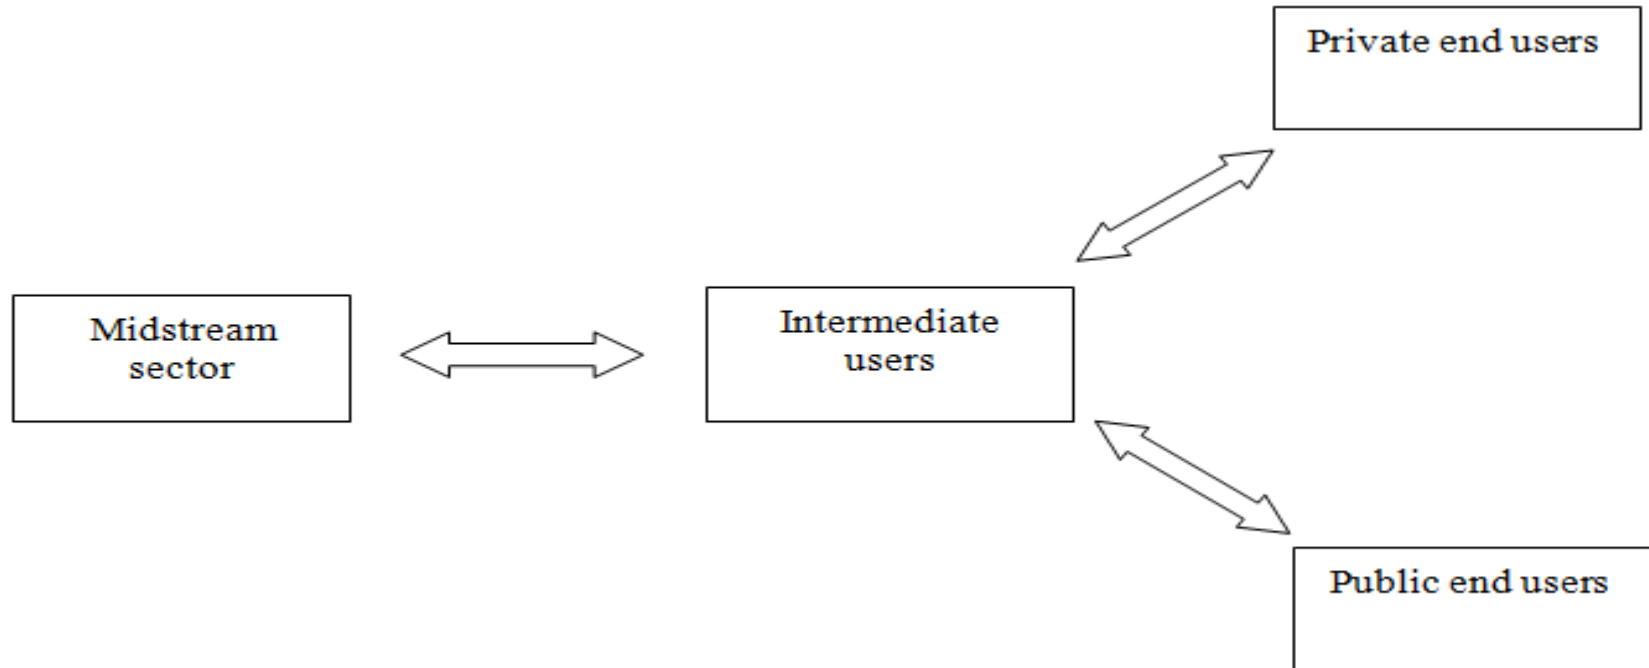 Private end users
Midstream
sector
Intermediate
users
Public end users